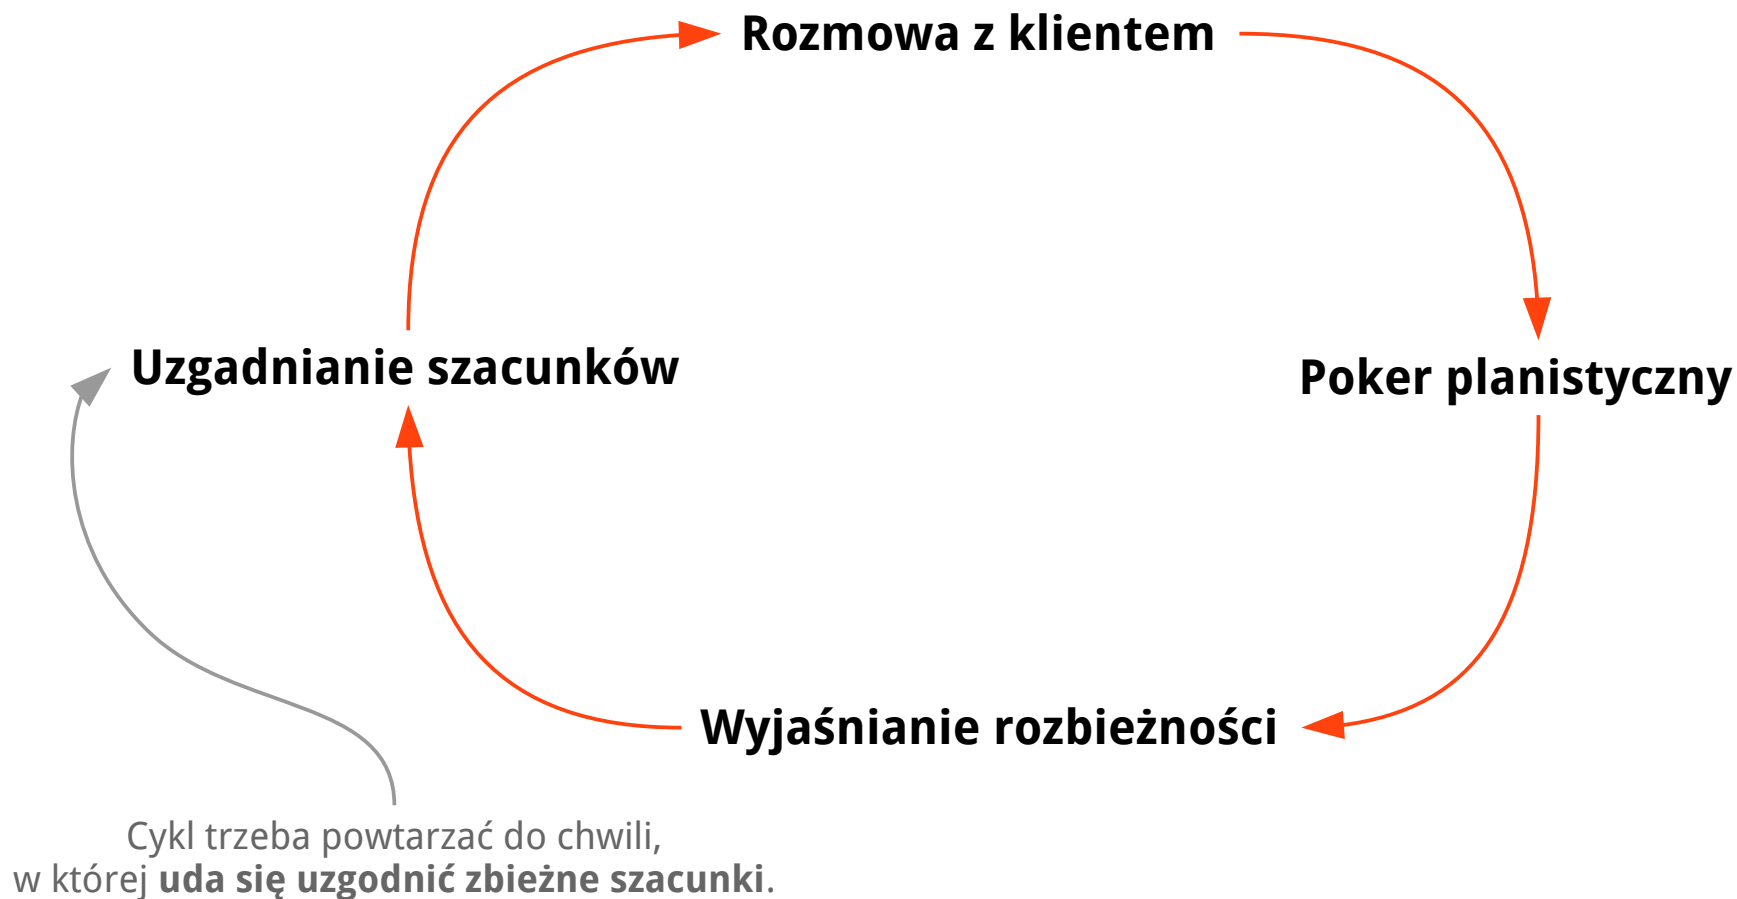 Rozmowa z klientem
Uzgadnianie szacunków
Poker planistyczny
Wyjaśnianie rozbieżności
Cykl trzeba powtarzać do chwili,
w której uda się uzgodnić zbieżne szacunki.